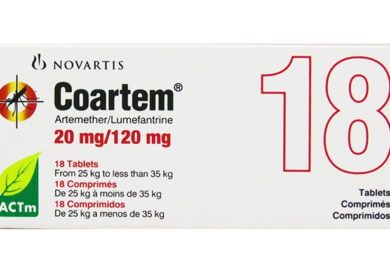 NOVARTIS
Coartem®
Artemether/Lumefantrine
20 mg/120 mg
18 Tablets
From 25 kg to less than 35 kg
18 Comprimés
De 25 kg à moins de 35 kg
18 Comprimidos
De 25 kg a menos de 35 kg
ACTm
18
Tablets
Comprimés
Comprimidos